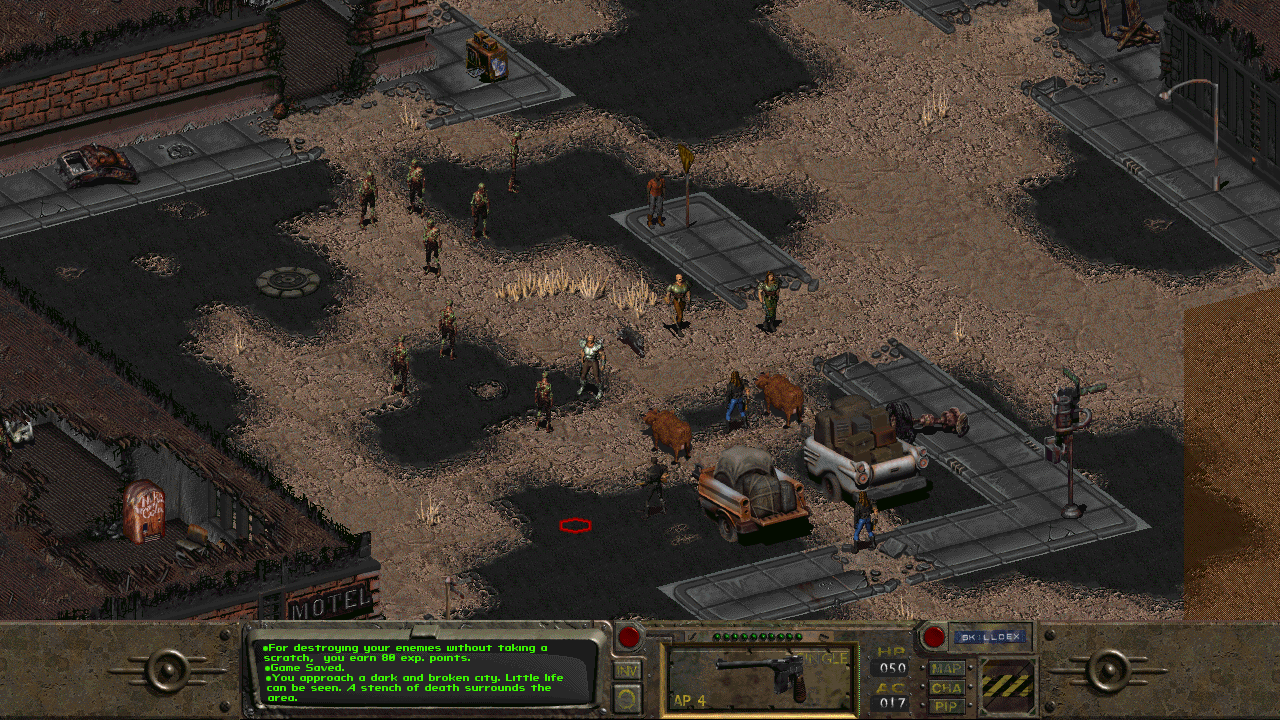 MOTEL
•For destroying your enemies without taking a
scratch, you earn 80 exp. points.
•Game Saved.
•You approach a dark and broken city. Little life
can be seen. A stench of death surrounds the
area.
INV
AP 4
SKILLDEX
HP
050
AC
017
MAP
CHA
PIP